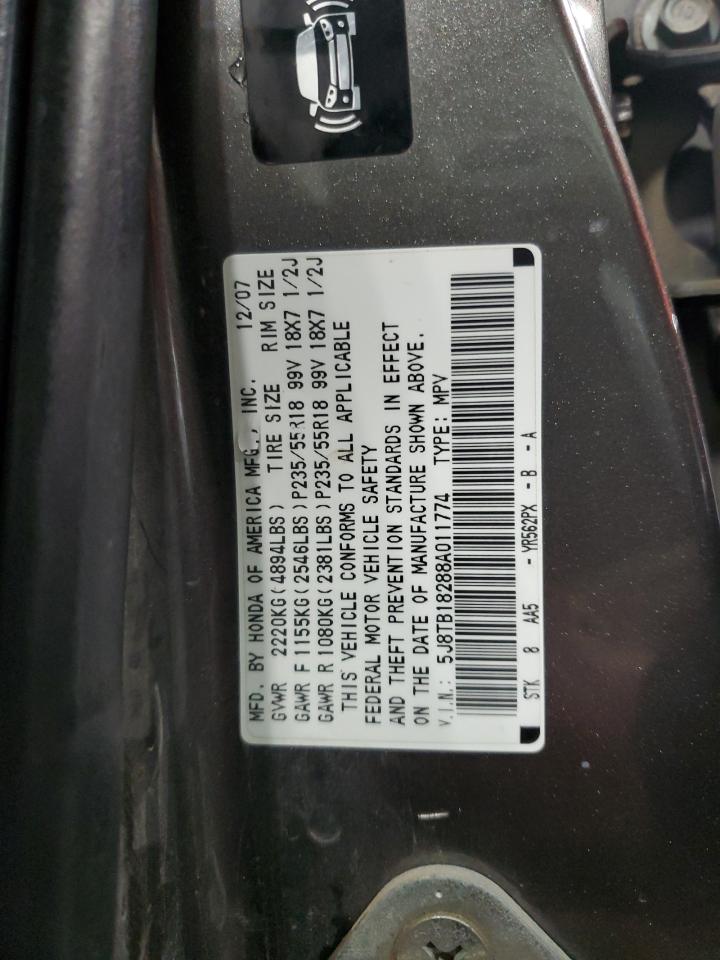 MFD. BY HONDA OF AMERICA MFG., INC. 12/07
GVWR 2220KG(4894LBS) TIRE SIZE RIM SIZE
GAWR F 1155KG(2546LBS)P235/55R18 99V 18X7 1/2J
GAWR R 1080KG(2381LBS)P235/55R18 99V 18X7 1/2J
THIS VEHICLE CONFORMS TO ALL APPLICABLE
FEDERAL MOTOR VEHICLE SAFETY
AND THEFT PREVENTION STANDARDS IN EFFECT
ON THE DATE OF MANUFACTURE SHOWN ABOVE.
V.I.N.: 5J8TB18288A011774 TYPE: MPV
STK 8 AA5 - YR562PX - B - A